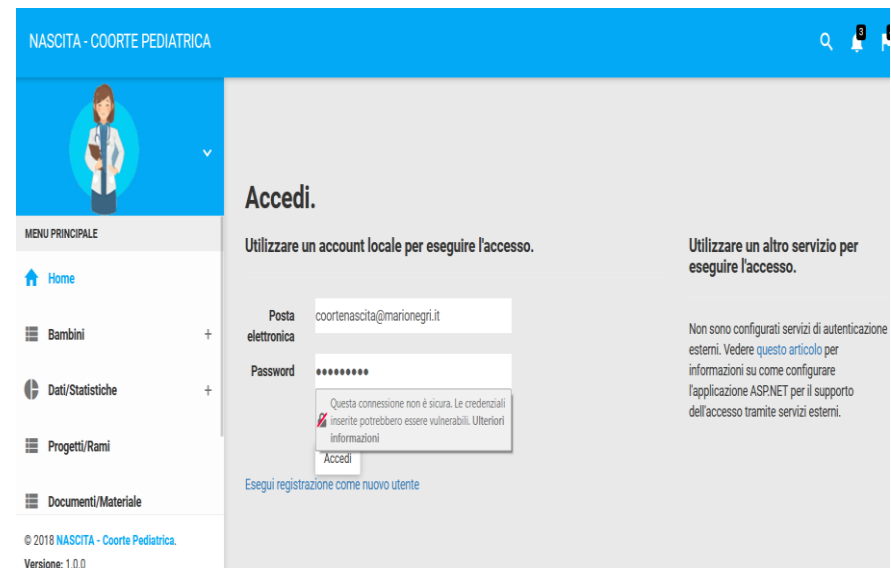 NASCITA - COORTE PEDIATRICA
3
MENU PRINCIPALE
Home
Bambini +
Dati/Statistiche +
Progetti/Rami
Documenti/Materiale
© 2018 NASCITA - Coorte Pediatrica.
Versione: 1.0.0
Accedi.
Utilizzare un account locale per eseguire l'accesso.
Posta
elettronica
coortenascita@marionegri.it
Password
•••••••••
Questa connessione non è sicura. Le credenziali
inserite potrebbero essere vulnerabili. Ulteriori
informazioni
Accedi
Esegui registrazione come nuovo utente
Utilizzare un altro servizio per
eseguire l'accesso.
Non sono configurati servizi di autenticazione
esterni. Vedere questo articolo per
informazioni su come configurare
l'applicazione ASP.NET per il supporto
dell'accesso tramite servizi esterni.